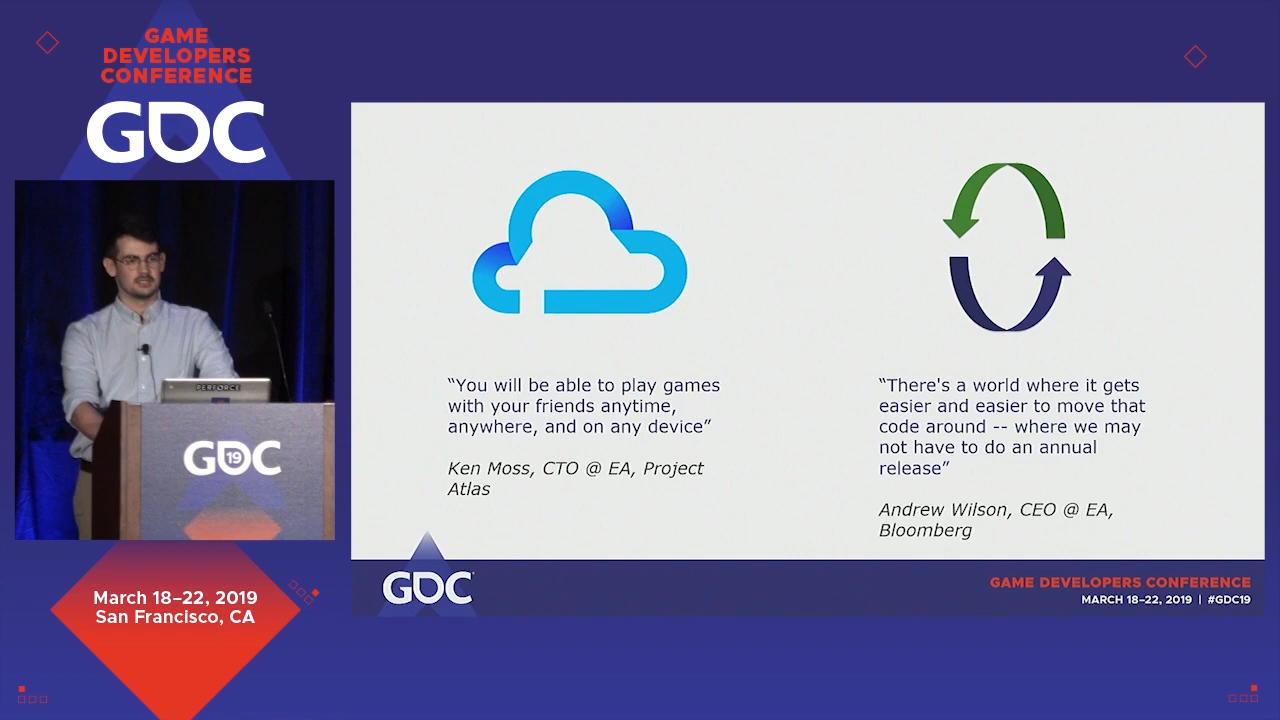 GAME
DEVELOPERS
CONFERENCE
GDC
PERFORCE
GDC
19
March 18–22, 2019
San Francisco, CA
“You will be able to play games
with your friends anytime,
anywhere, and on any device”
Ken Moss, CTO @ EA, Project
Atlas
“There's a world where it gets
easier and easier to move that
code around -- where we may
not have to do an annual
release”
Andrew Wilson, CEO @ EA,
Bloomberg
GDC
GAME DEVELOPERS CONFERENCE
MARCH 18–22, 2019 | #GDC19